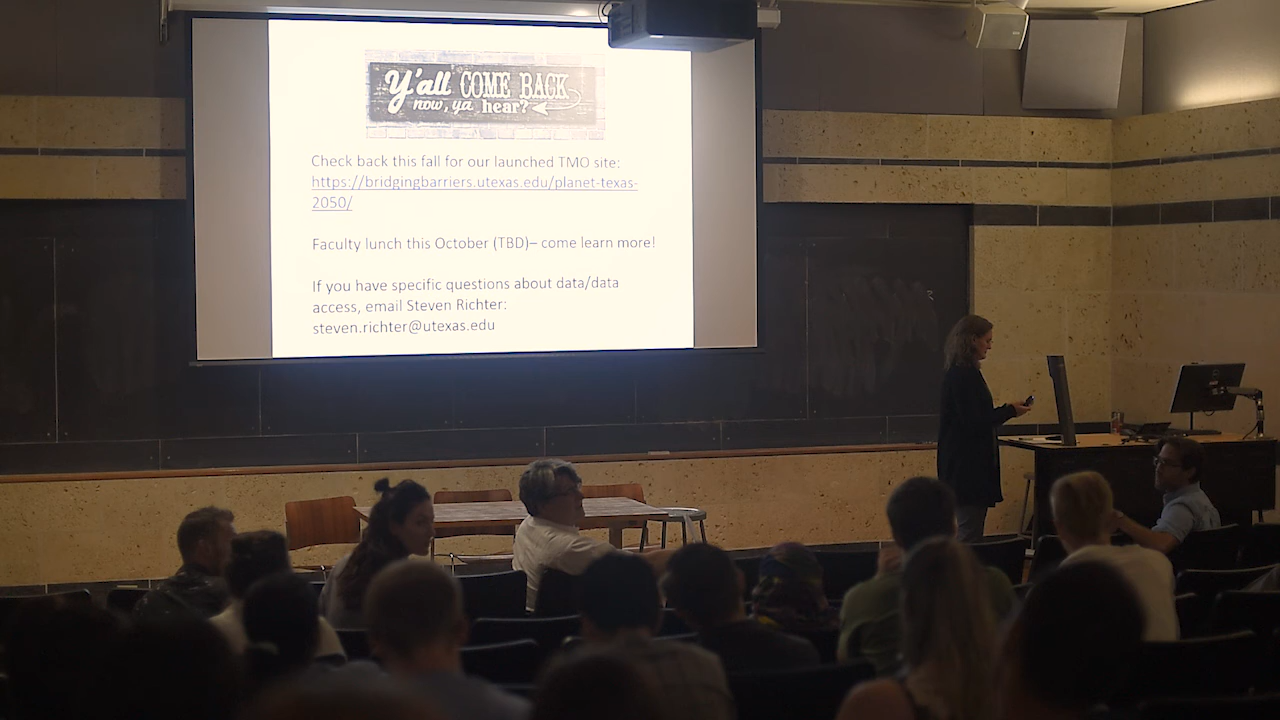 Y'all COME BACK
now, ya hear?
Check back this fall for our launched TMO site:
https://bridgingbarriers.utexas.edu/planet-texas-
2050/
Faculty lunch this October (TBD)– come learn more!
If you have specific questions about data/data
access, email Steven Richter:
steven.richter@utexas.edu